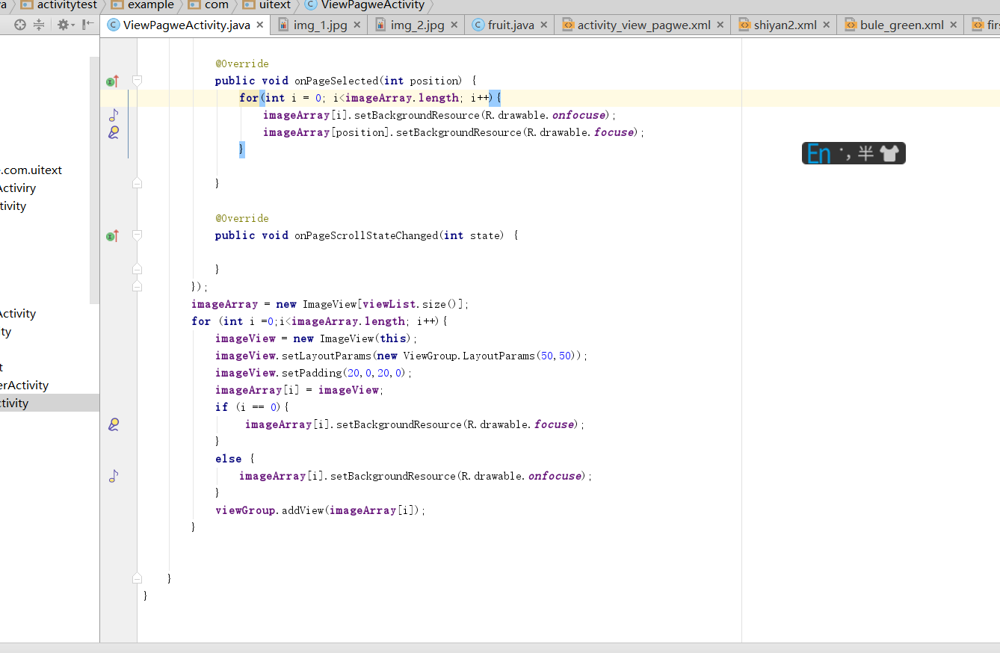 a activitytest example com uitext ViewPagweActivity
ViewPagweActivity.java img_1.jpg img_2.jpg fruit.java activity_view_pagwe.xml shiyan2.xml bule_green.xml firs
@Override
public void onPageSelected(int position) {
for(int i = 0; i<imageArray.length; i++){
imageArray[i].setBackgroundResource(R.drawable.onfocuse);
imageArray[position].setBackgroundResource(R.drawable.focuse);
}
En ·, 半
.com.uitext
Activiry
}
tivity
@Override
public void onPageScrollStateChanged(int state) {
}
});
imageArray = new ImageView[viewList.size()];
Activity
for (int i =0;i<imageArray.length; i++){
ty
imageView = new ImageView(this);
imageView.setLayoutParams(new ViewGroup.LayoutParams(50,50));
t
imageView.setPadding(20,0,20,0);
erActivity
imageArray[i] = imageView;
ctivity
if (i == 0){
imageArray[i].setBackgroundResource(R.drawable.focuse);
}
else {
imageArray[i].setBackgroundResource(R.drawable.onfocuse);
}
viewGroup.addView(imageArray[i]);
}
}
}